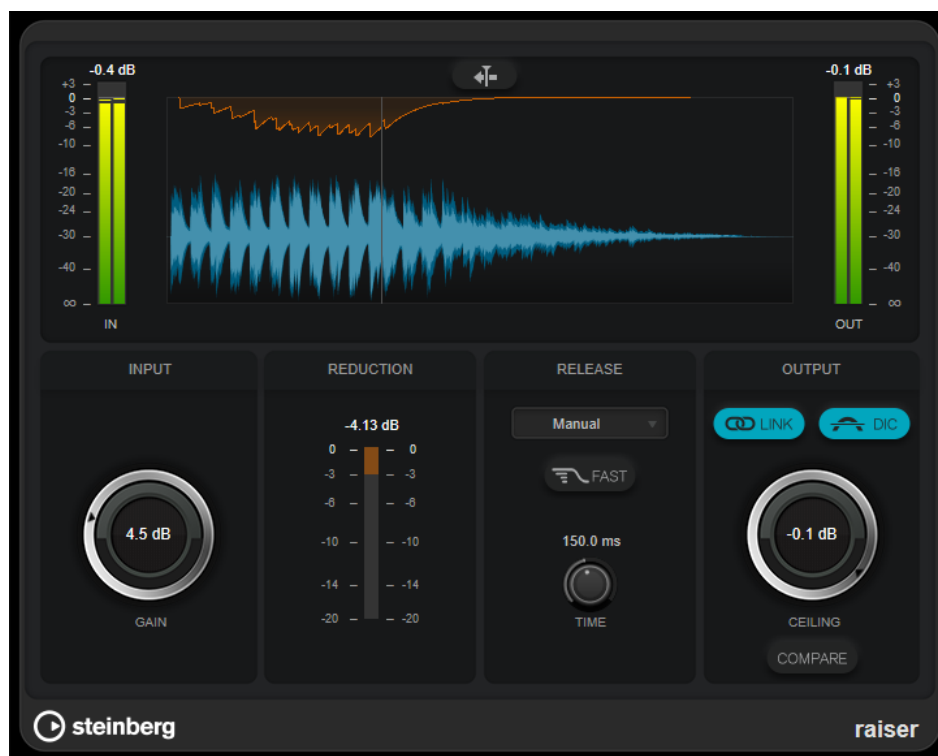 -0.4 dB
-0.1 dB
+3
0
-3
-6
-10
-16
-20
-24
-30
-40
∞
IN
+3
0
-3
-6
-10
-16
-20
-24
-30
-40
∞
OUT
INPUT
4.5 dB
GAIN
REDUCTION
-4.13 dB
0 0
-3 -3
-6 -6
-10 -10
-14 -14
-20 -20
RELEASE
Manual
FAST
150.0 ms
TIME
OUTPUT
LINK DIC
-0.1 dB
CEILING
COMPARE
steinberg
raiser